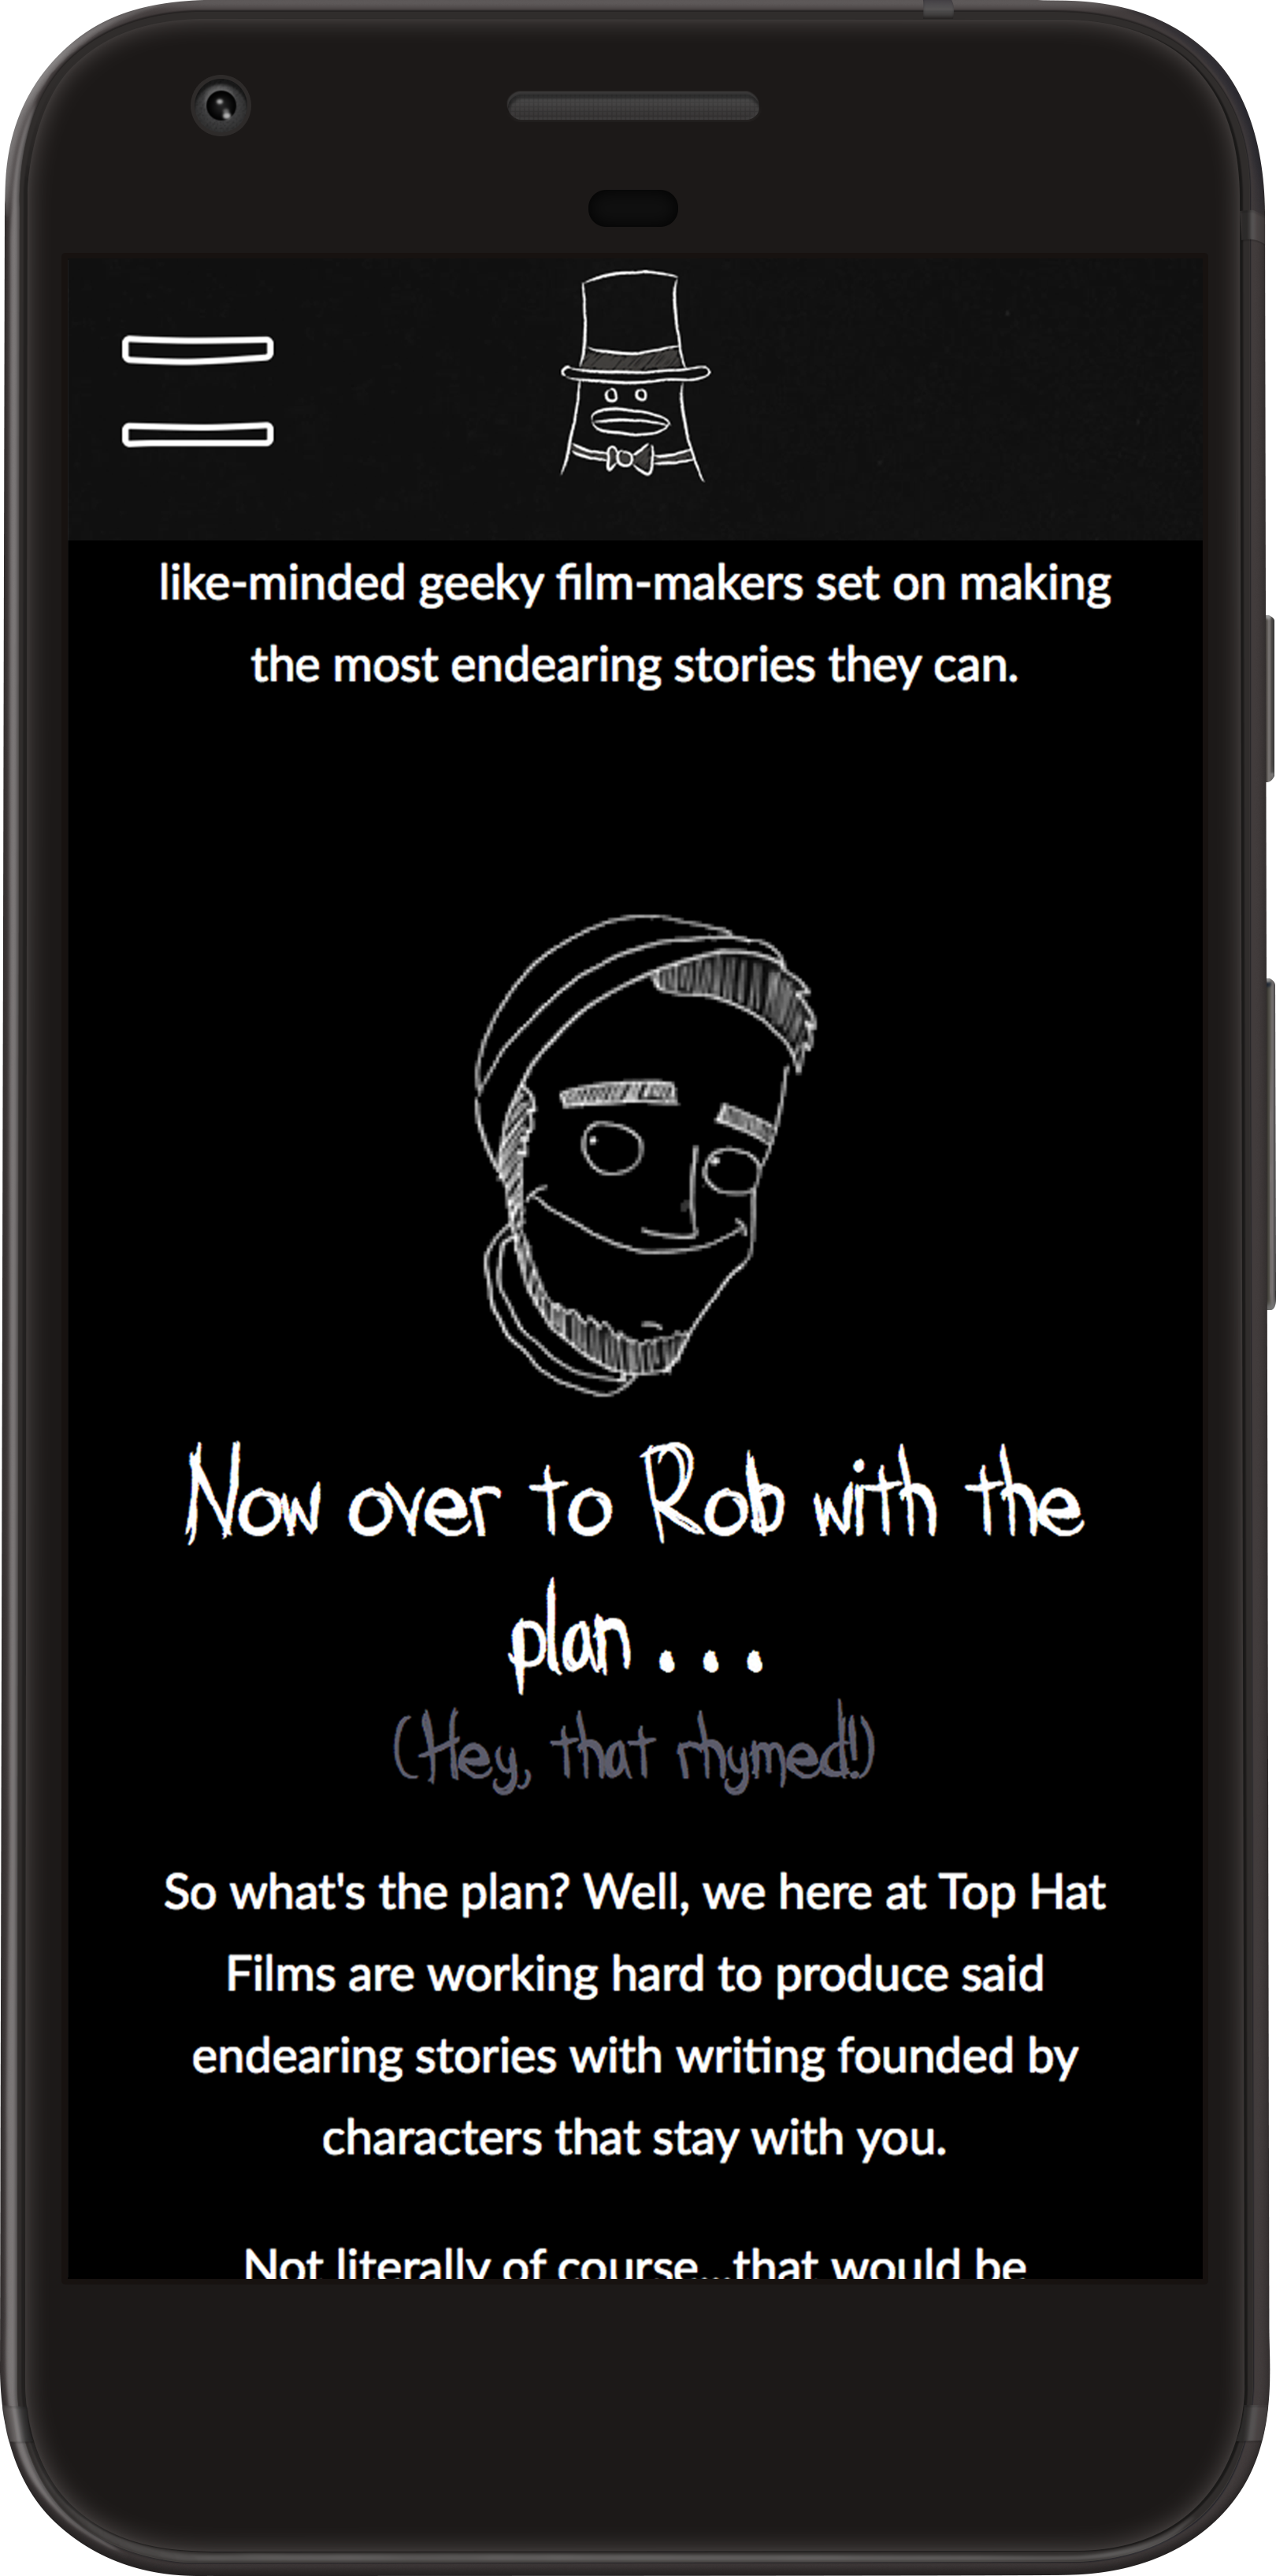 like-minded geeky film-makers set on making
the most endearing stories they can.
Now over to Rob with the
plan . . .
(Hey, that rhymed!)
So what's the plan? Well, we here at Top Hat
Films are working hard to produce said
endearing stories with writing founded by
characters that stay with you.
Not literally of course...that would be